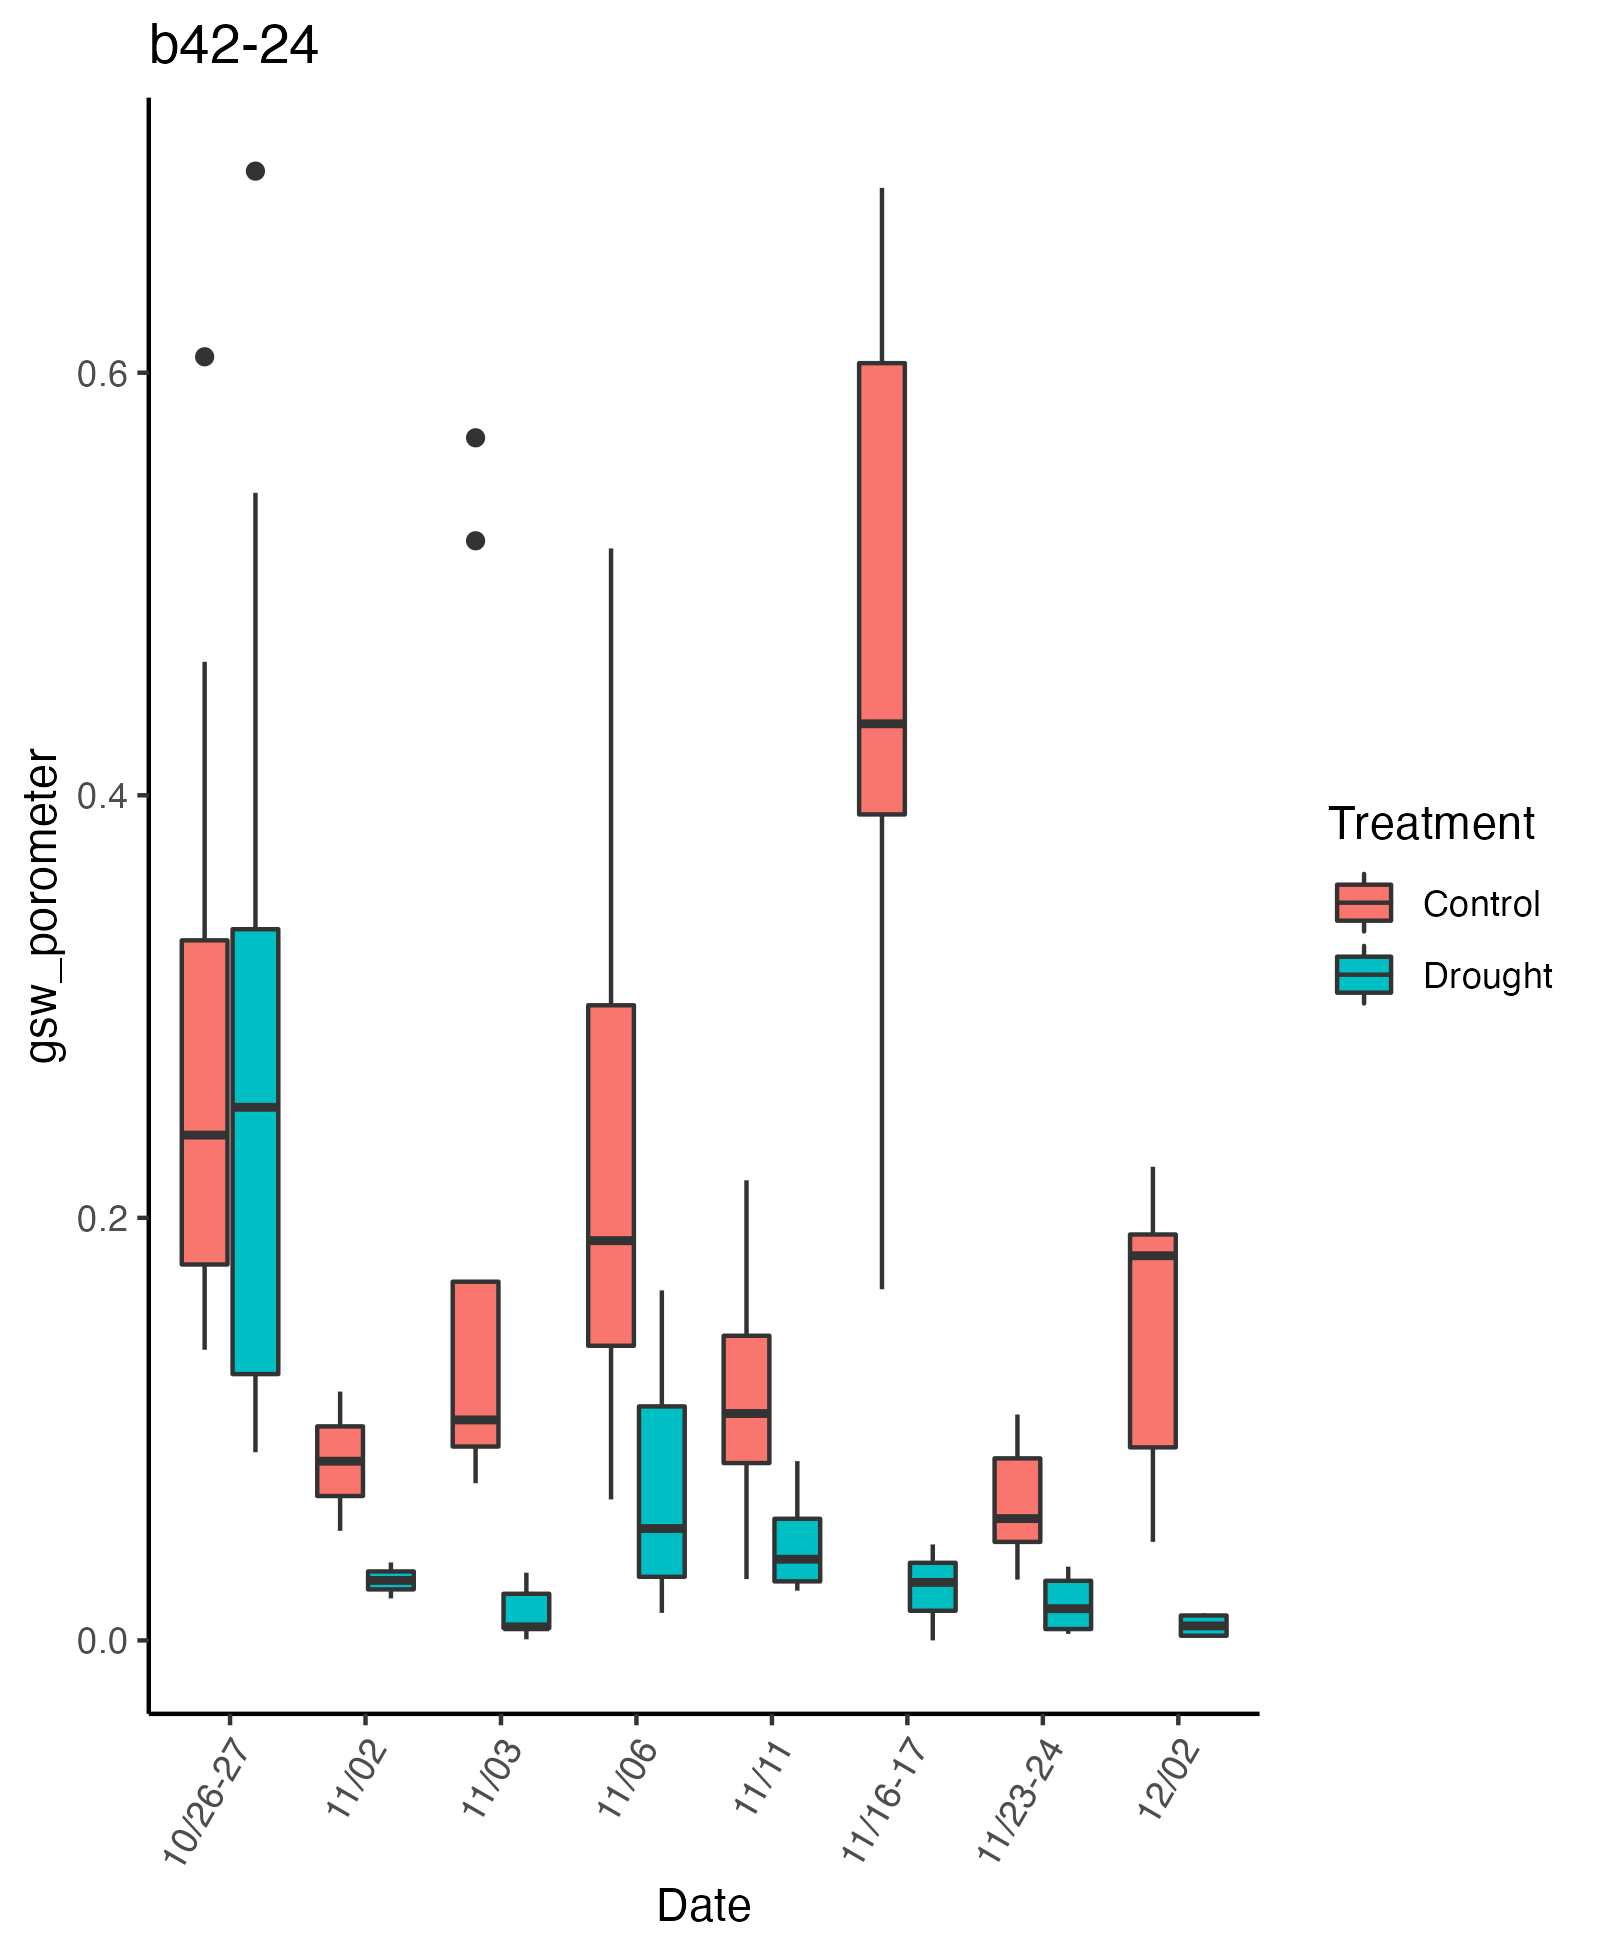 b42-24
gsw_porometer
0.6
0.4
0.2
0.0
10/26-27
11/02
11/03
11/06
11/11
11/16-17
11/23-24
12/02
Date
Treatment
Control
Drought